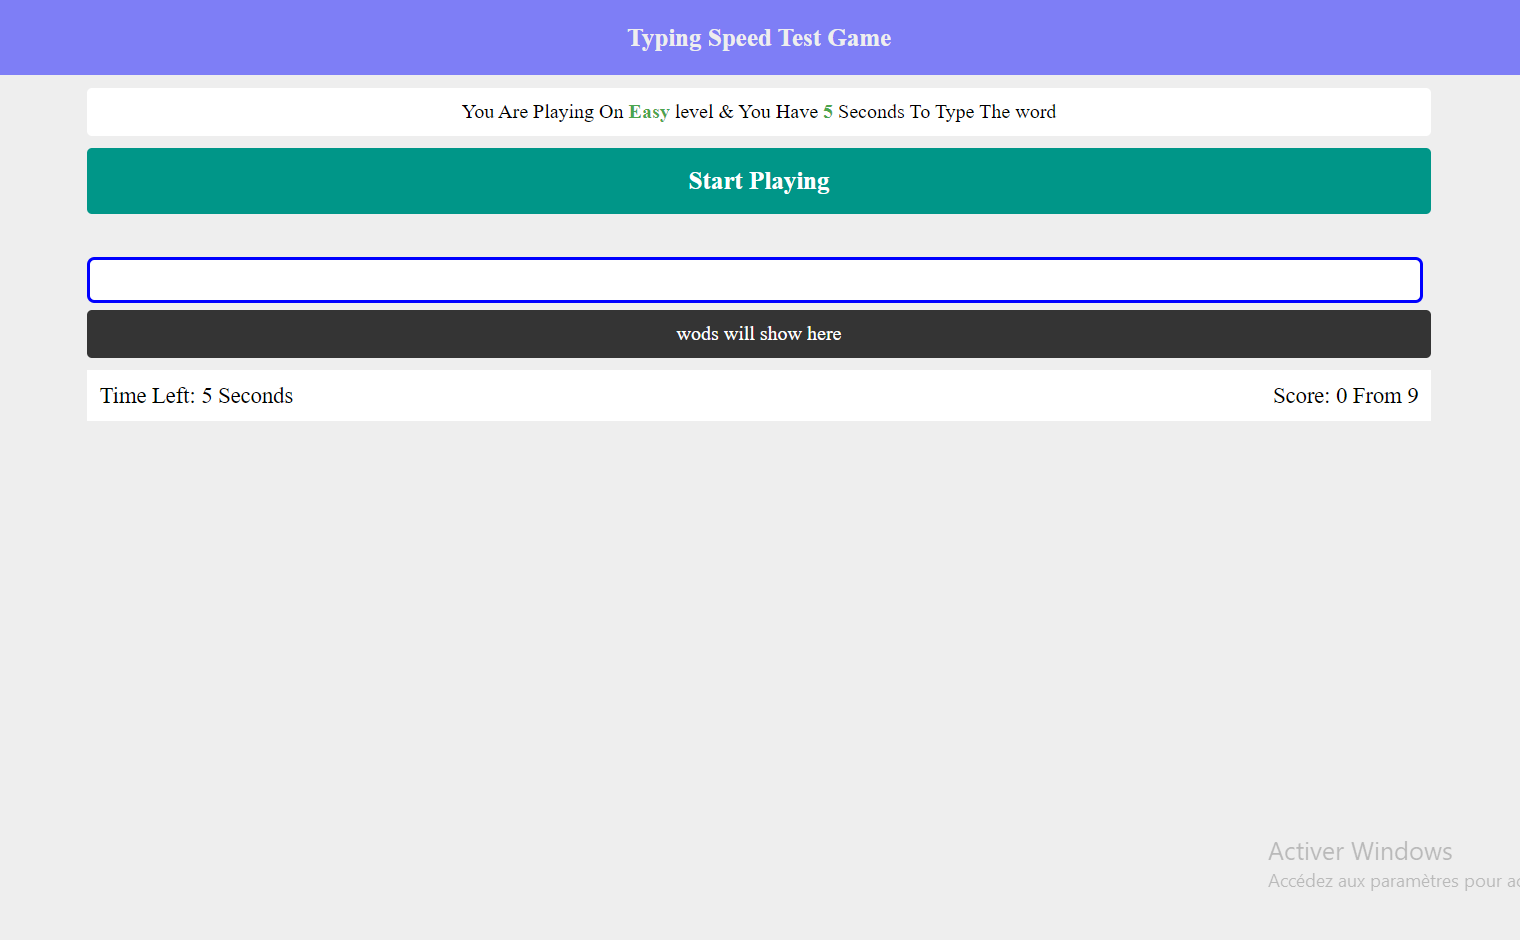 Typing Speed Test Game
You Are Playing On Easy level & You Have 5 Seconds To Type The word
Start Playing
wods will show here
Time Left: 5 Seconds
Score: 0 From 9
Activer Windows
Accédez aux paramètres pour